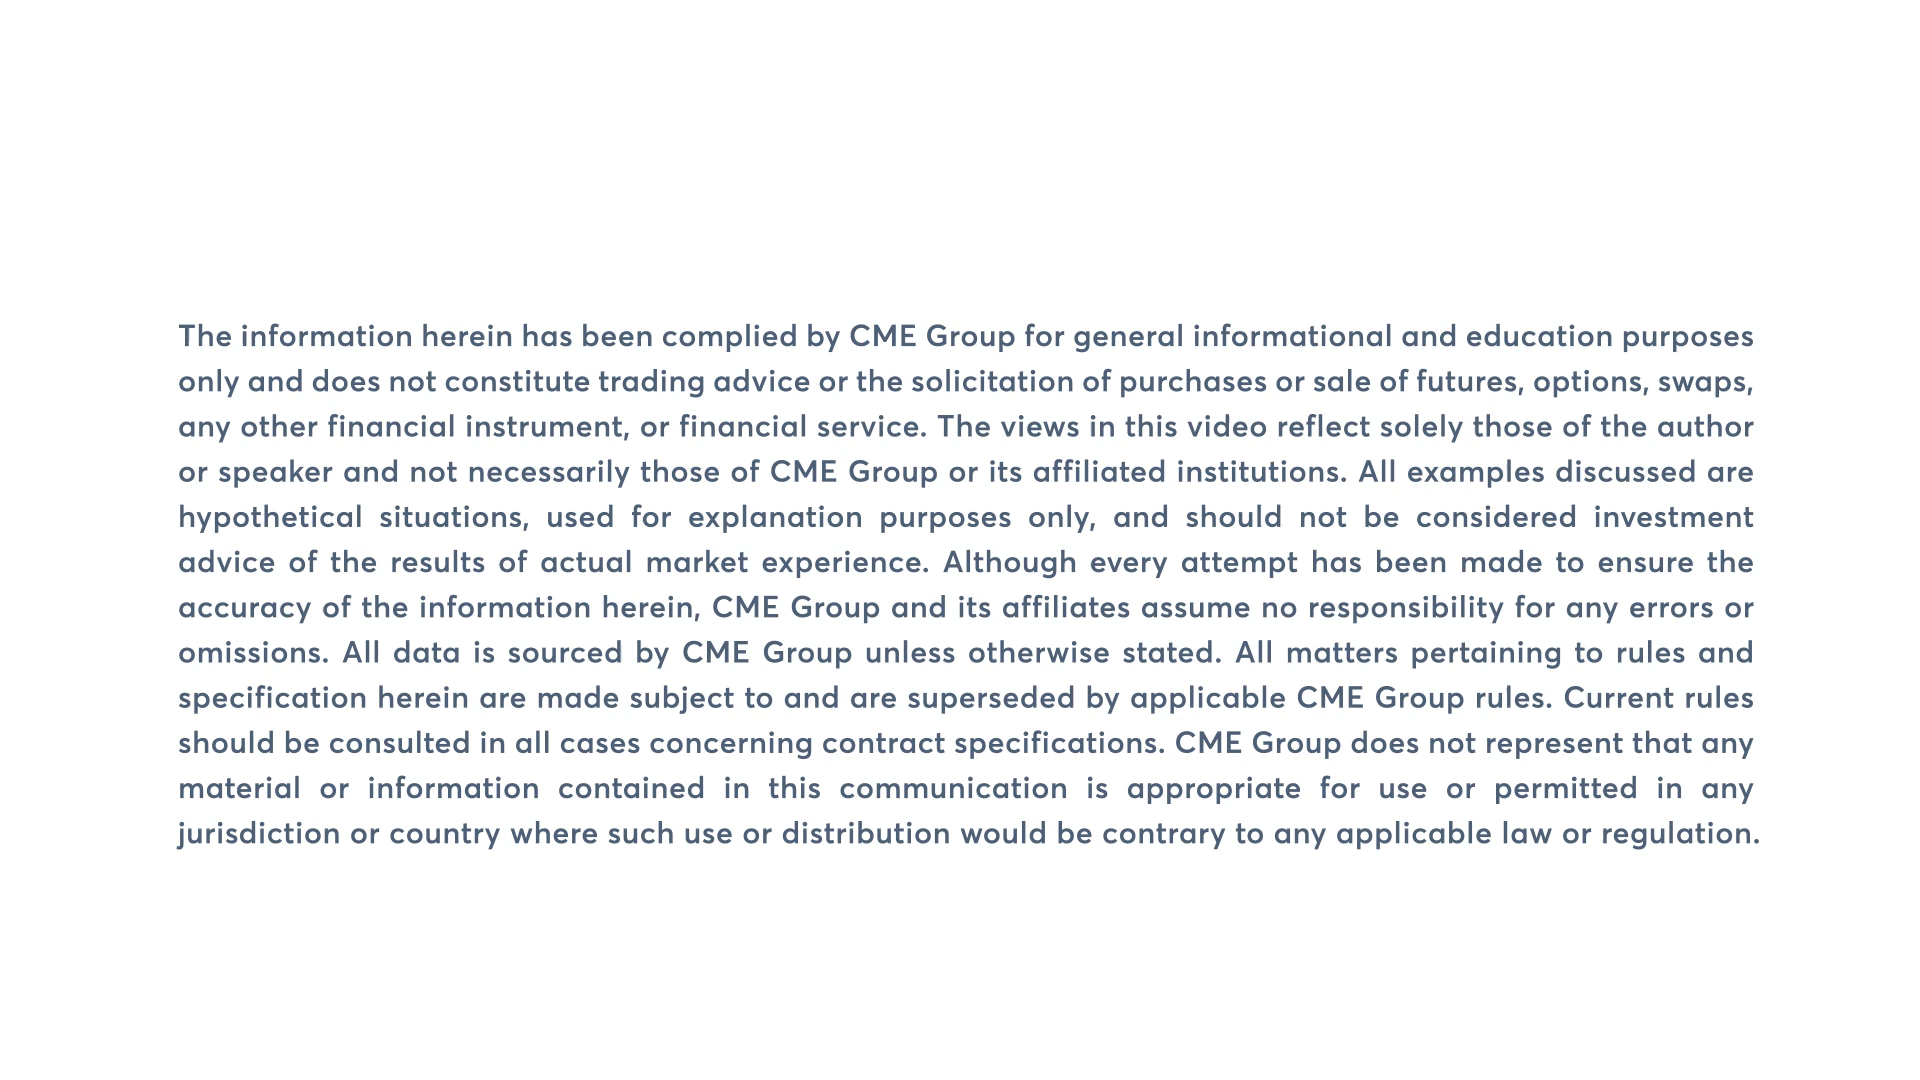 The information herein has been complied by CME Group for general informational and education purposes
only and does not constitute trading advice or the solicitation of purchases or sale of futures, options, swaps,
any other financial instrument, or financial service. The views in this video reflect solely those of the author
or speaker and not necessarily those of CME Group or its affiliated institutions. All examples discussed are
hypothetical situations, used for explanation purposes only, and should not be considered investment
advice of the results of actual market experience. Although every attempt has been made to ensure the
accuracy of the information herein, CME Group and its affiliates assume no responsibility for any errors or
omissions. All data is sourced by CME Group unless otherwise stated. All matters pertaining to rules and
specification herein are made subject to and are superseded by applicable CME Group rules. Current rules
should be consulted in all cases concerning contract specifications. CME Group does not represent that any
material or information contained in this communication is appropriate for use or permitted in any
jurisdiction or country where such use or distribution would be contrary to any applicable law or regulation.